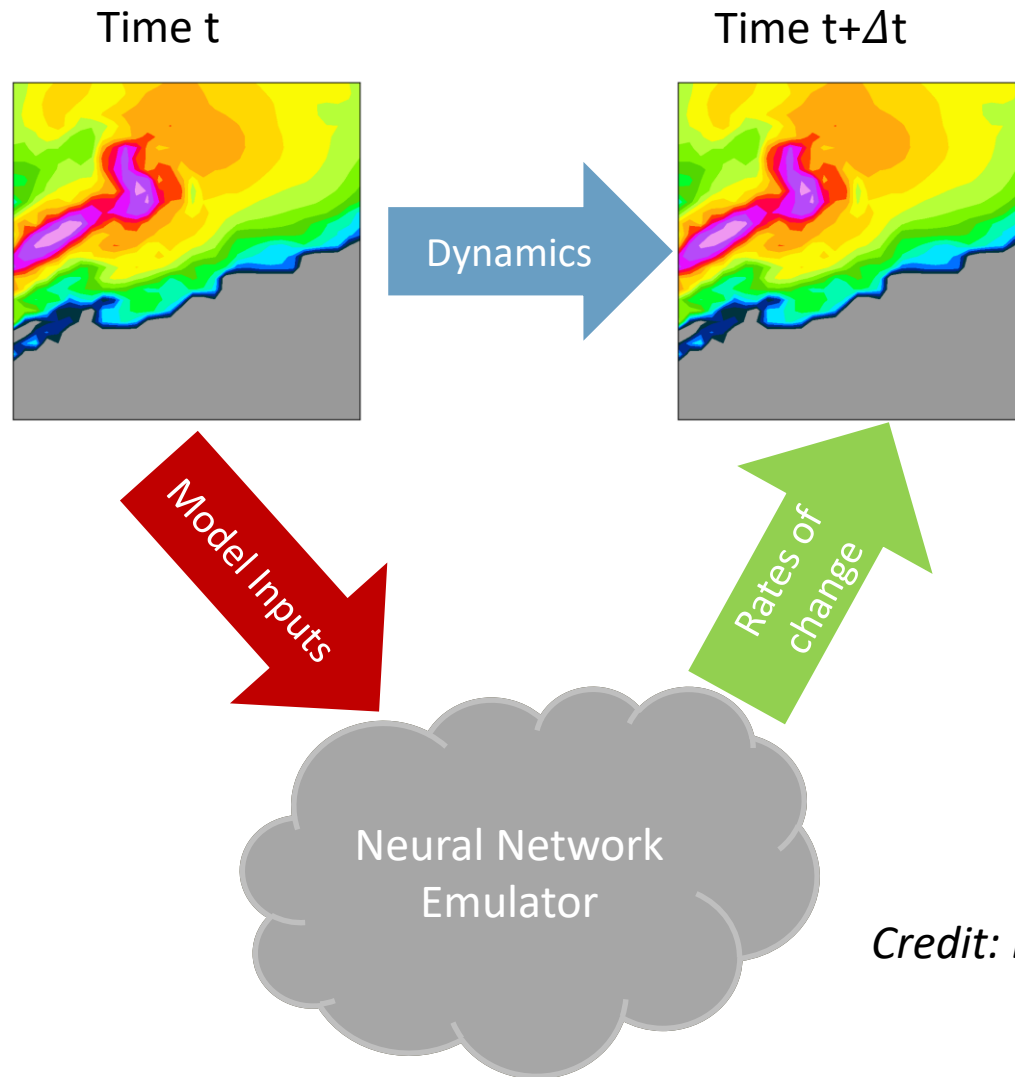 Time t
Time t+Δt
Dynamics
Model Inputs
Rates of
change
Neural Network
Emulator
Credit: